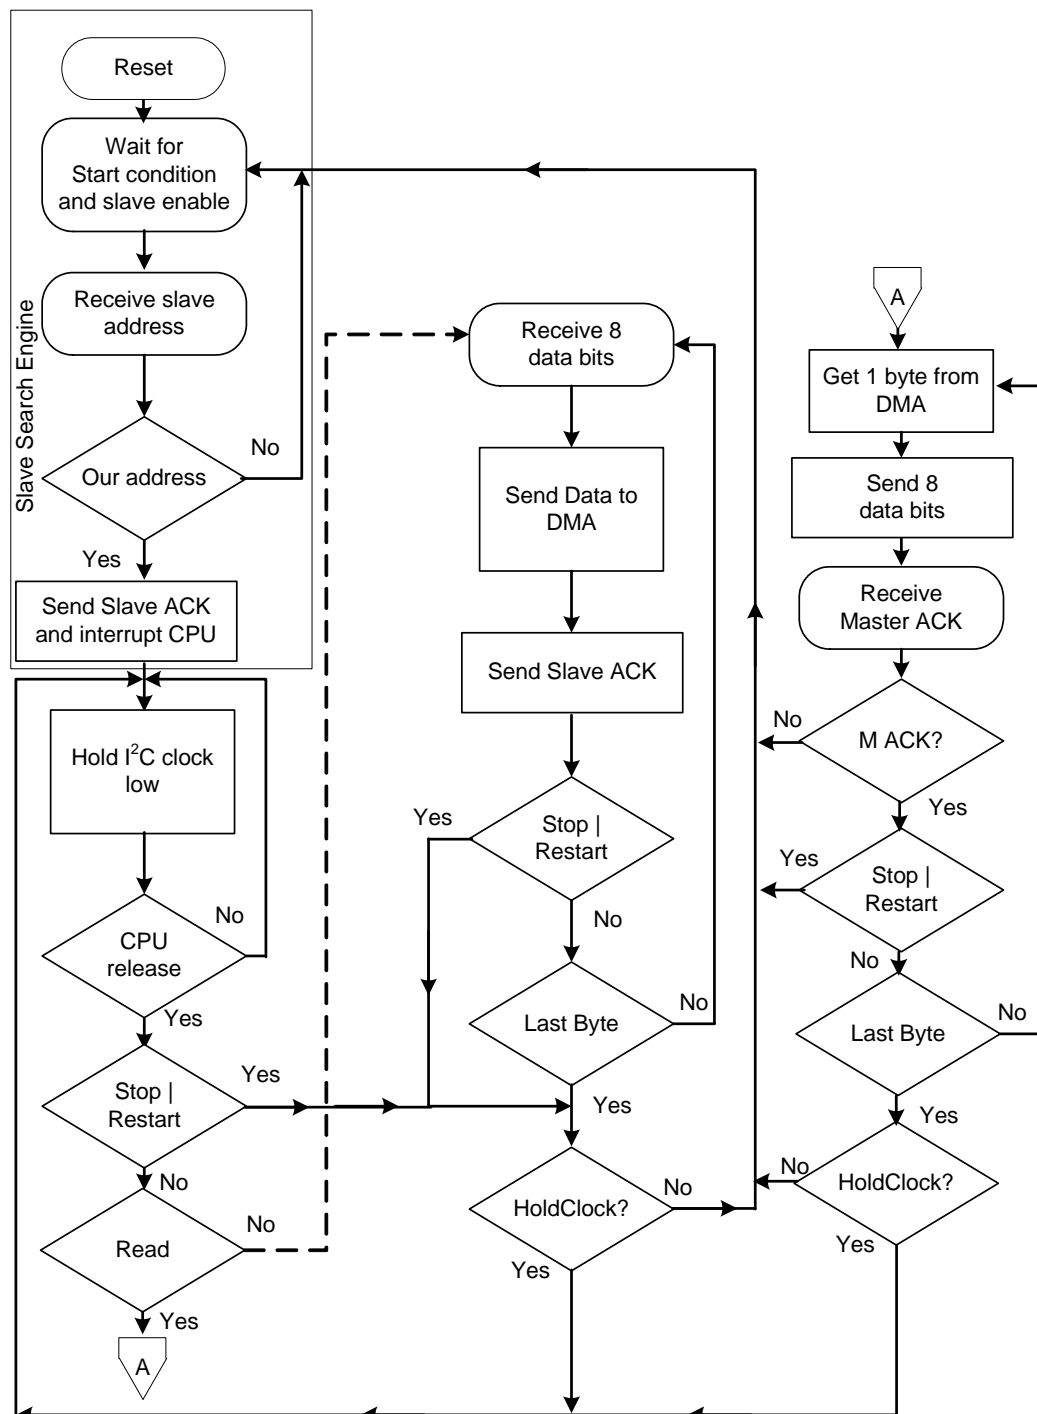 Reset
Wait for
Start condition
and slave enable
Receive slave
address
Slave Search Engine
Our address
No
Yes
Send Slave ACK
and interrupt CPU
Hold I²C clock
low
No
CPU
release
Yes
Stop |
Restart
Yes
No
Read
No
Yes
A
Receive 8
data bits
Send Data to
DMA
Send Slave ACK
Yes
Stop |
Restart
No
Last Byte
No
Yes
HoldClock?
No
Yes
A
Get 1 byte from
DMA
Send 8
data bits
Receive
Master ACK
No
M ACK?
Yes
Yes
Stop |
Restart
No
Last Byte
No
Yes
No
HoldClock?
Yes